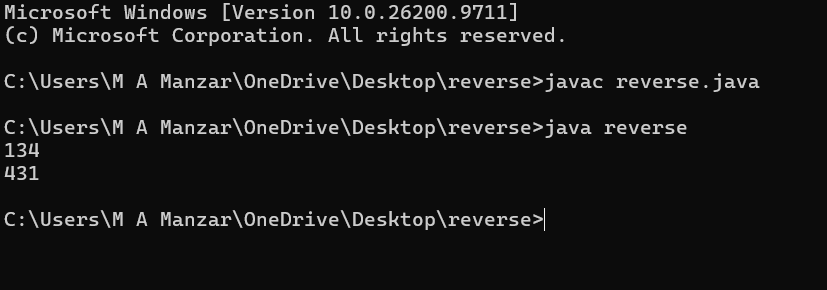 Microsoft Windows [Version 10.0.26200.9711]
(c) Microsoft Corporation. All rights reserved.
C:\Users\M A Manzar\OneDrive\Desktop\reverse>javac reverse.java
C:\Users\M A Manzar\OneDrive\Desktop\reverse>java reverse
134
431
C:\Users\M A Manzar\OneDrive\Desktop\reverse>